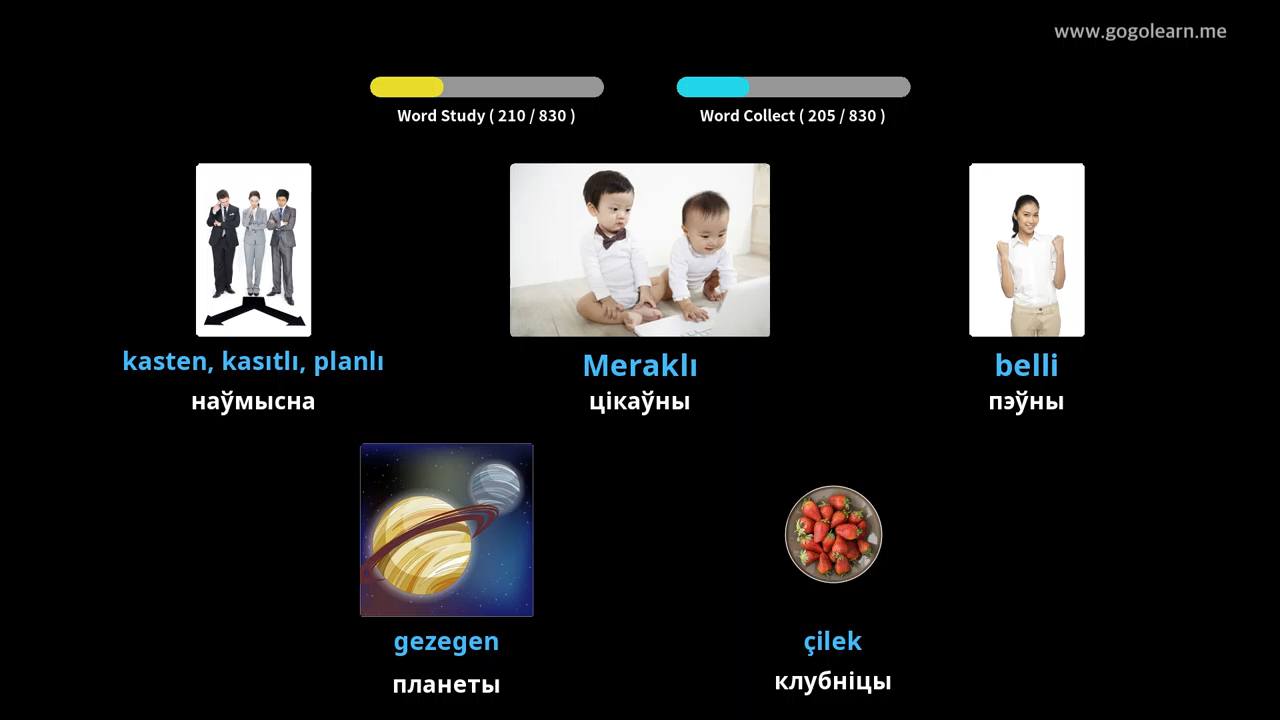 www.gogolearn.me
Word Study ( 210 / 830 )
Word Collect ( 205 / 830 )
kasten, kasıtlı, planlı
наўмысна
Meraklı
цікаўны
belli
пэўны
gezegen
планеты
çilek
клубніцы